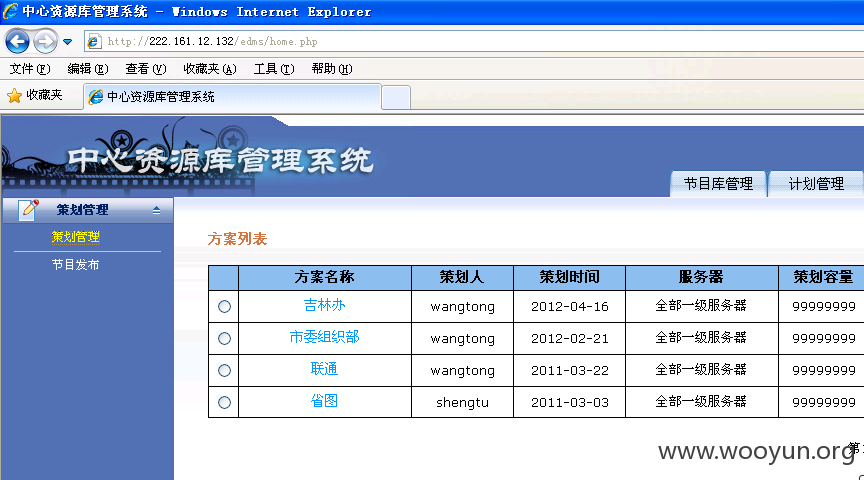 中心资源库管理系统 - Windows Internet Explorer
http://222.161.12.132/edms/home.php
文件(F) 编辑(E) 查看(V) 收藏夹(A) 工具(T) 帮助(H)
收藏夹 中心资源库管理系统
中心资源库管理系统
节目库管理 计划管理
策划管理
策划管理
节目发布
方案列表
方案名称 策划人 策划时间 服务器 策划容量
吉林办 wangtong 2012-04-16 全部一级服务器 99999999
市委组织部 wangtong 2012-02-21 全部一级服务器 99999999
联通 wangtong 2011-03-22 全部一级服务器 99999999
省图 shengtu 2011-03-03 全部一级服务器 99999999
第
www.wooyun.org